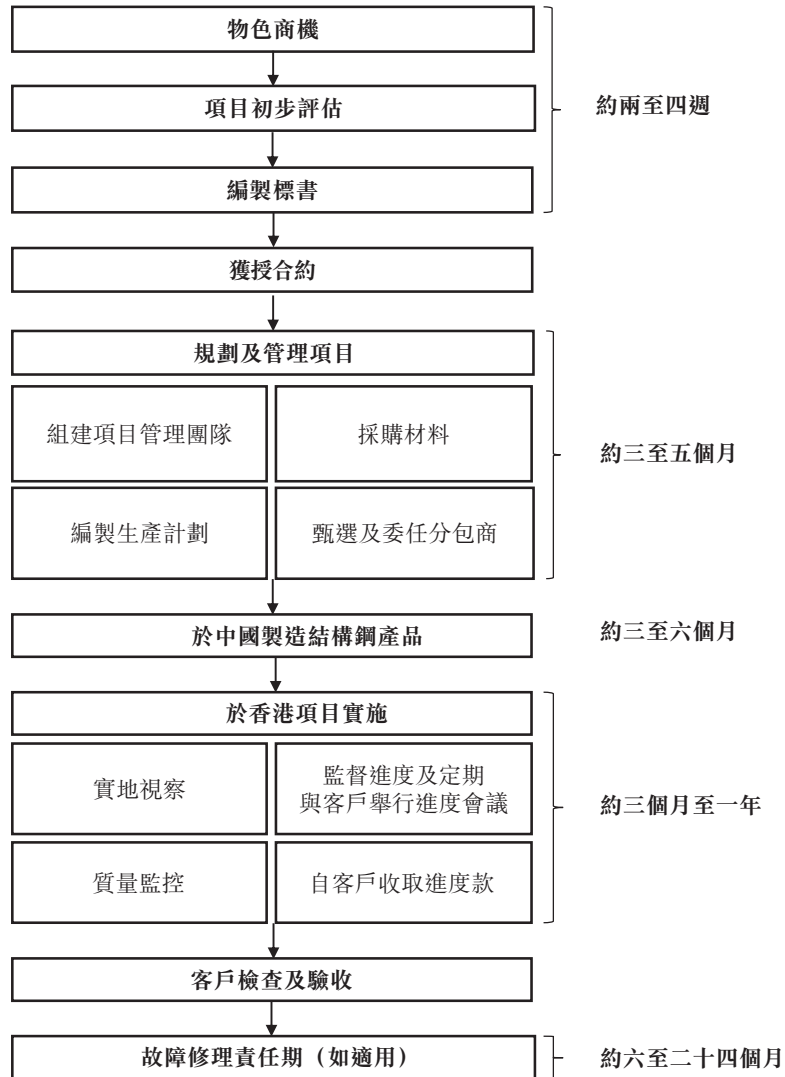 物色商機
項目初步評估
約兩至四週
編製標書
獲授合約
規劃及管理項目
組建項目管理團隊
採購材料
約三至五個月
編製生產計劃
甄選及委任分包商
於中國製造結構鋼產品
約三至六個月
於香港項目實施
實地視察
監督進度及定期
與客戶舉行進度會議
約三個月至一年
質量監控
自客戶收取進度款
客戶檢查及驗收
故障修理責任期（如適用）
約六至二十四個月